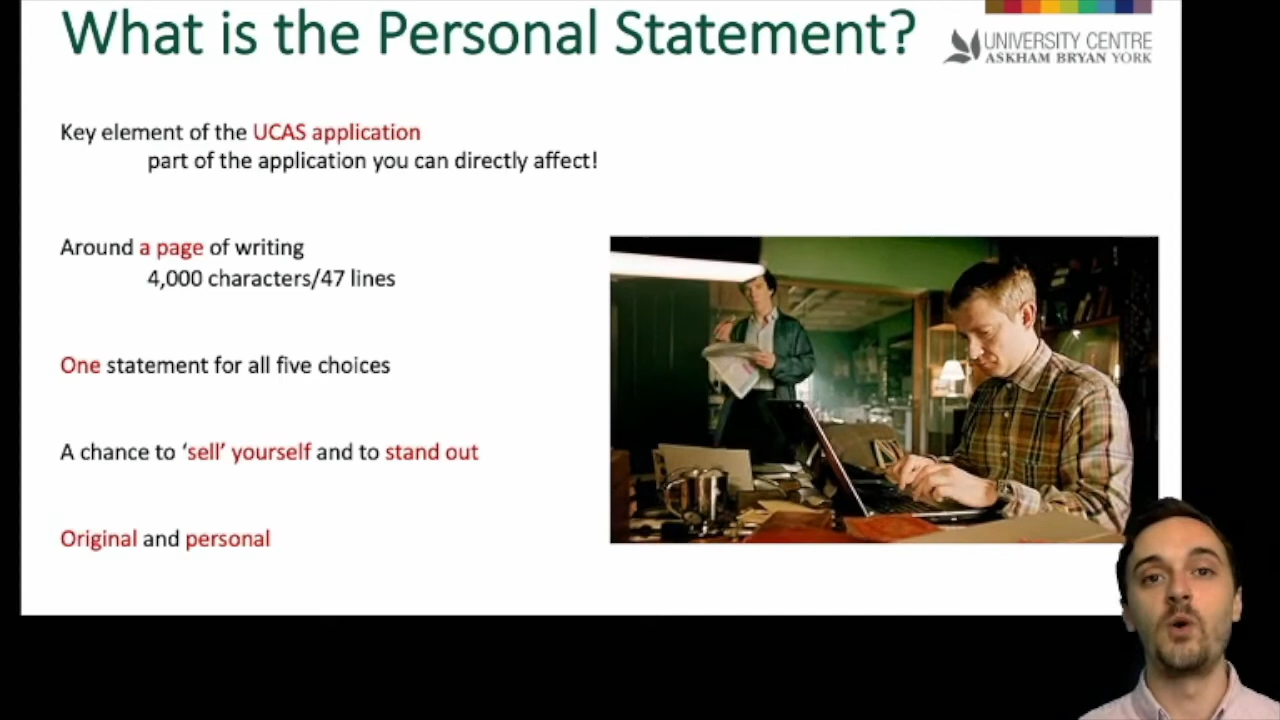 What is the Personal Statement?
UNIVERSITY CENTRE
ASKHAM BRYAN YORK
Key element of the UCAS application
part of the application you can directly affect!
Around a page of writing
4,000 characters/47 lines
One statement for all five choices
A chance to ‘sell’ yourself and to stand out
Original and personal